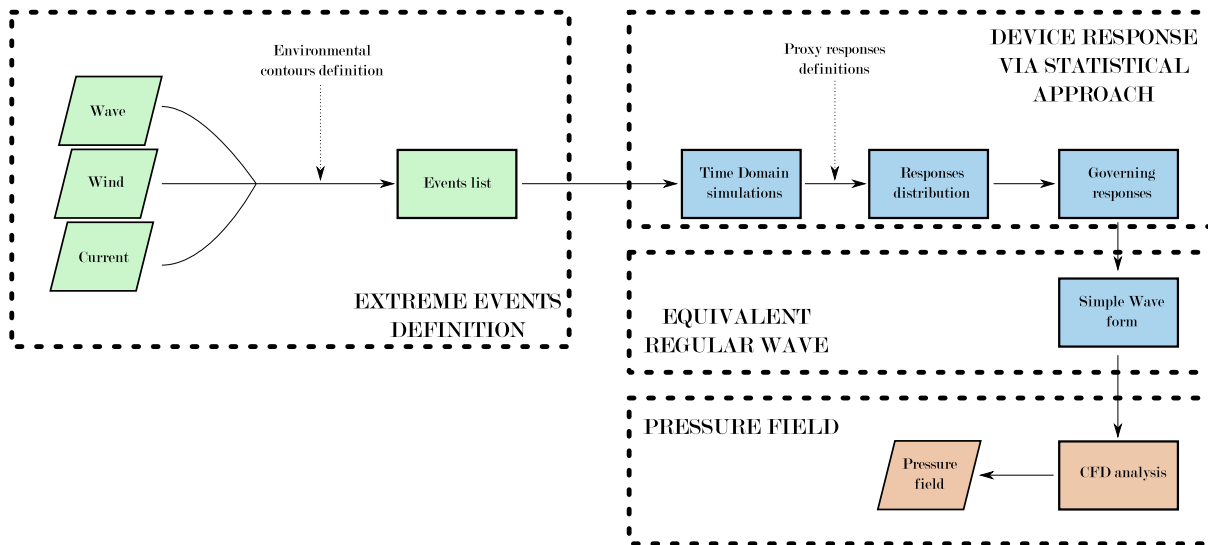 Environmental
contours definition
Wave
Wind
Current
Events list
EXTREME EVENTS
DEFINITION
DEVICE RESPONSE
VIA STATISTICAL
APPROACH
Proxy responses
definitions
Time Domain
simulations
Responses
distribution
Governing
responses
EQUIVALENT
REGULAR WAVE
Simple Wave
form
PRESSURE FIELD
Pressure
field
CFD analysis